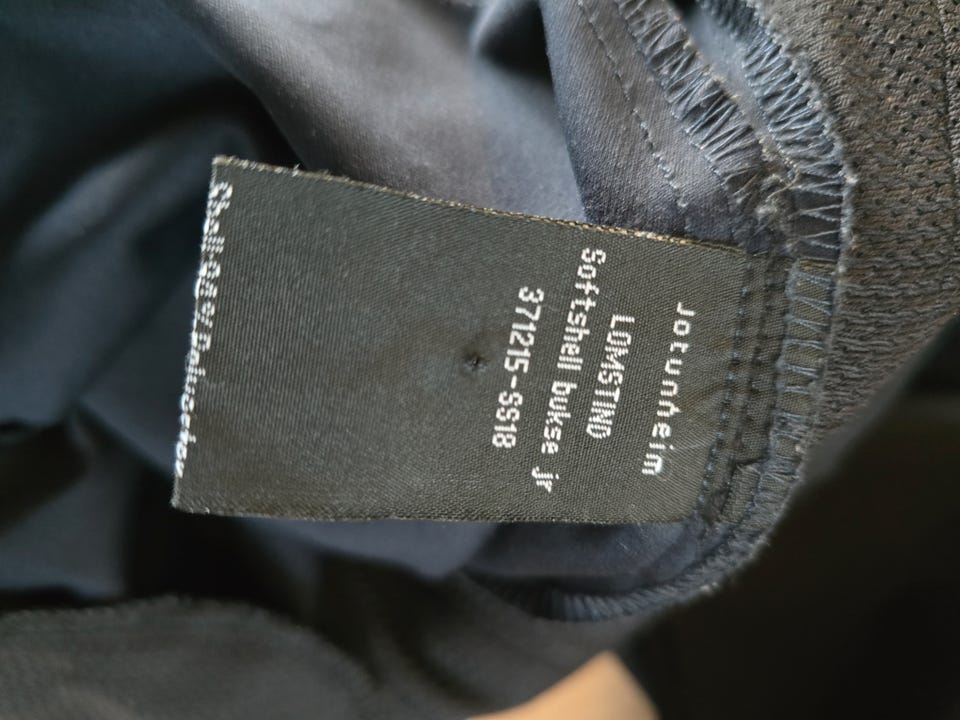 Jotunheim
LOMSTIND
Softshell bukse jr
371215-SS18